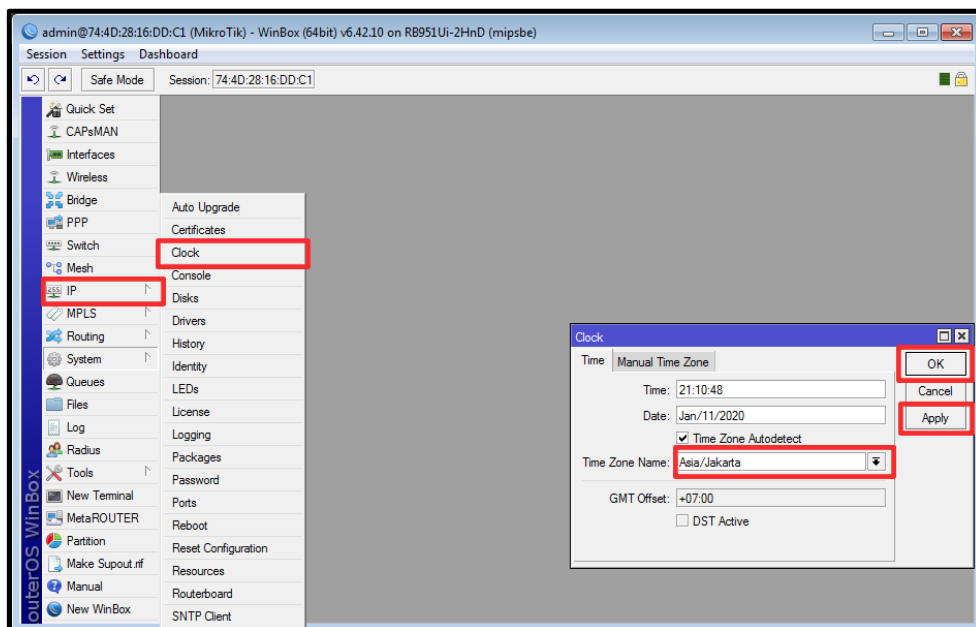 admin@74:4D:28:16:DD:C1 (MikroTik) - WinBox (64bit) v6.42.10 on RB951Ui-2HnD (mipsbe)
Session Settings Dashboard
Safe Mode Session: 74:4D:28:16:DD:C1
Quick Set
CAPsMAN
Interfaces
Wireless
Bridge
PPP
Switch
Mesh
IP
MPLS
Routing
System
Queues
Files
Log
Radius
Tools
New Terminal
MetaROUTER
Partition
Make Supout.rif
Manual
New WinBox
outerOS WinBox
Auto Upgrade
Certificates
Clock
Console
Disks
Drivers
History
Identity
LEDs
License
Logging
Packages
Password
Ports
Reboot
Reset Configuration
Resources
Routerboard
SNTP Client
Clock
Time Manual Time Zone
Time: 21:10:48
Date: Jan/11/2020
Time Zone Autodetect
Time Zone Name: Asia/Jakarta
GMT Offset: +07:00
DST Active
OK
Cancel
Apply